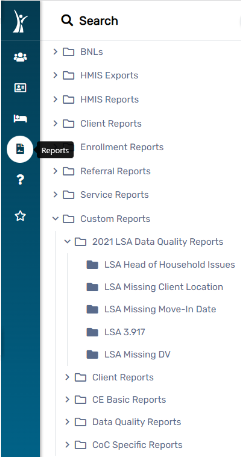 Search
BNLs
HMIS Exports
HMIS Reports
Client Reports
Reports
Enrollment Reports
Referral Reports
?
Service Reports
Custom Reports
2021 LSA Data Quality Reports
LSA Head of Household Issues
LSA Missing Client Location
LSA Missing Move-In Date
LSA 3.917
LSA Missing DV
Client Reports
CE Basic Reports
Data Quality Reports
CoC Specific Reports